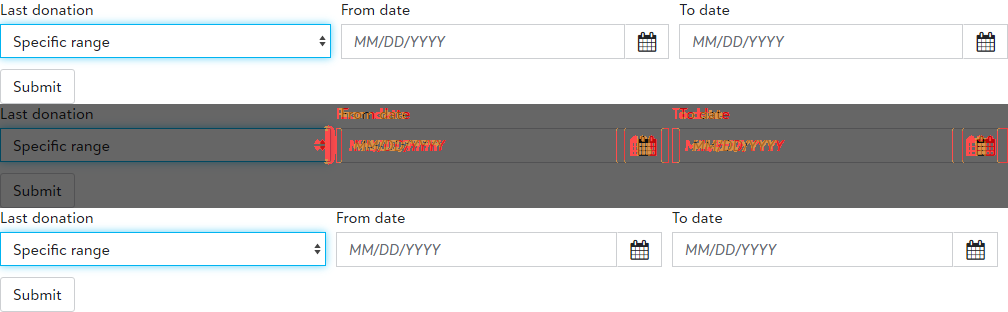 Last donation From date To date
Specific range MM/DD/YYYY MM/DD/YYYY
Submit
Last donation From date To date
Specific range MM/DD/YYYY MM/DD/YYYY
Submit
Last donation From date To date
Specific range MM/DD/YYYY MM/DD/YYYY
Submit